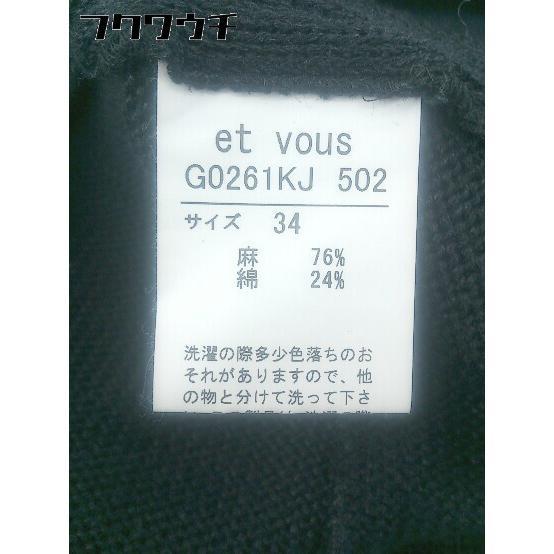 フクウウチ
et vous
G0261KJ 502
サイズ 34
麻 76%
綿 24%
洗濯の際多少色落ちのお
それがありますので、他
の物と分けて洗って下さ